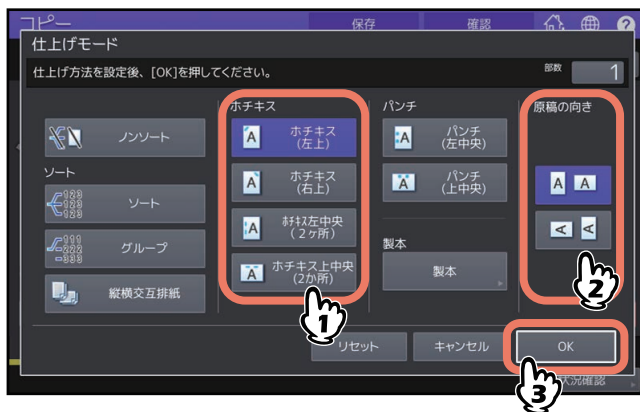 コピー
保存
確認
仕上げモード
仕上げ方法を設定後、[OK]を押してください。
部数
1
ノンソート
ソート
ソート
グループ
縦横交互排紙
ホチキス
ホチキス
(左上)
ホチキス
(右上)
ホチキス左中央
(2ヶ所)
ホチキス上中央
(2か所)
パンチ
パンチ
(左中央)
パンチ
(上中央)
製本
製本
原稿の向き
A A
A A
リセット
キャンセル
OK
状況確認
1
2
3